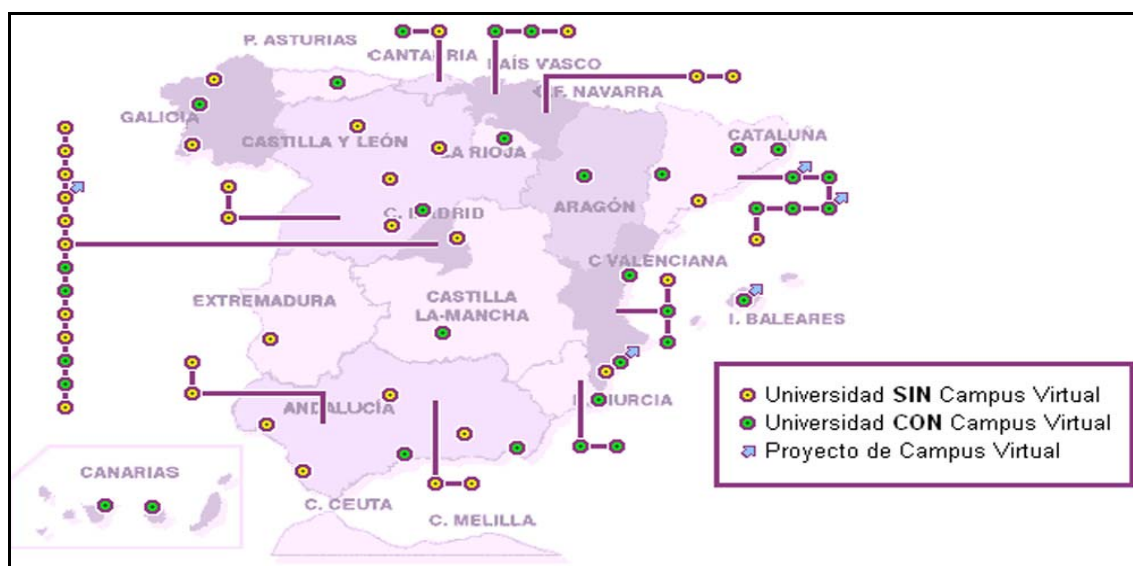 P. ASTURIAS
CANTABRIA
PAÍS VASCO
C. F. NAVARRA
GALICIA
CASTILLA Y LEÓN
LA RIOJA
CATALUÑA
ARAGÓN
C. MADRID
C VALENCIANA
EXTREMADURA
CASTILLA
LA-MANCHA
I. BALEARES
ANDALUCÍA
MURCIA
CANARIAS
C. CEUTA
C. MELILLA
Universidad SIN Campus Virtual
Universidad CON Campus Virtual
Proyecto de Campus Virtual